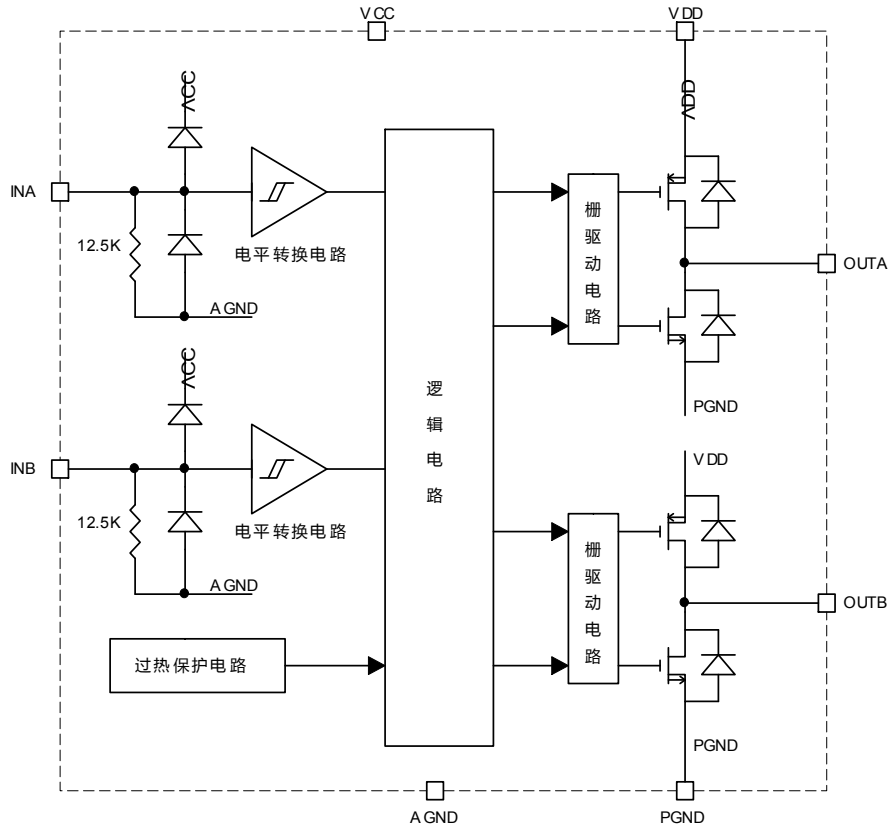 VCC
VDD
VCC
VDD
INA
12.5K
电平转换电路
AGND
栅驱动电路
OUTA
PGND
逻辑电路
VCC
INB
12.5K
电平转换电路
AGND
VDD
栅驱动电路
OUTB
过热保护电路
PGND
AGND
PGND